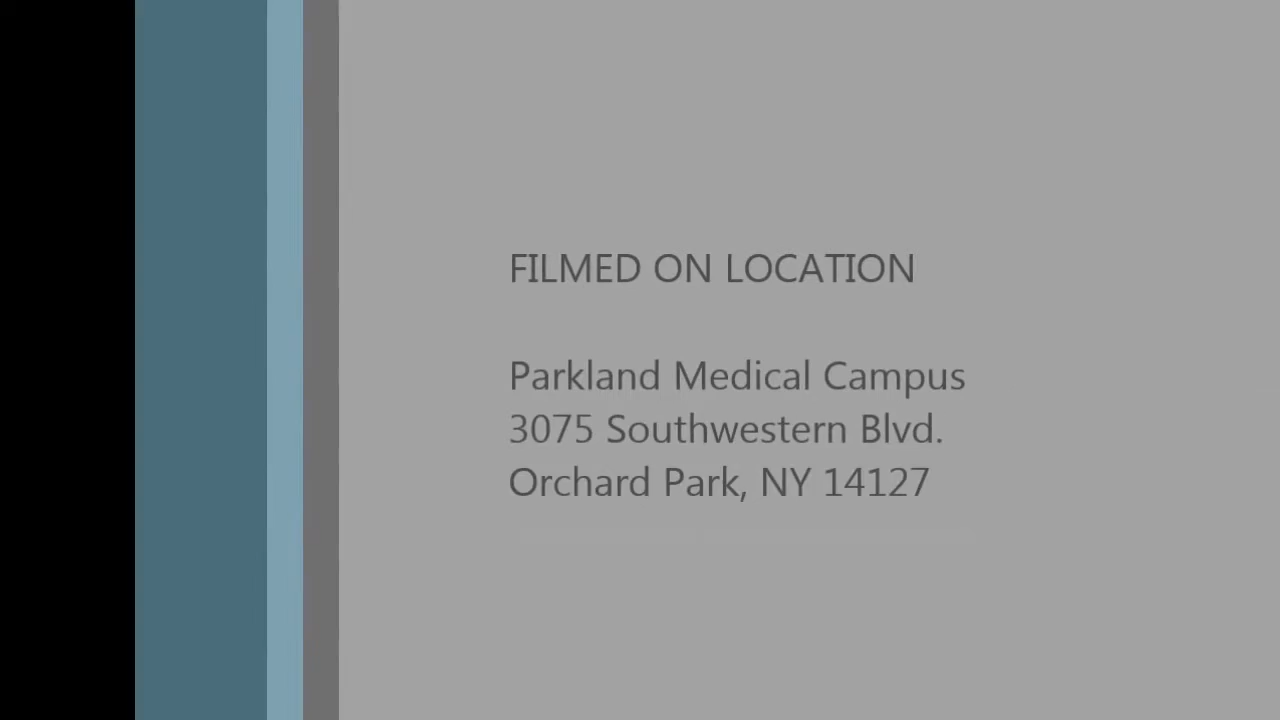 FILMED ON LOCATION
Parkland Medical Campus
3075 Southwestern Blvd.
Orchard Park, NY 14127